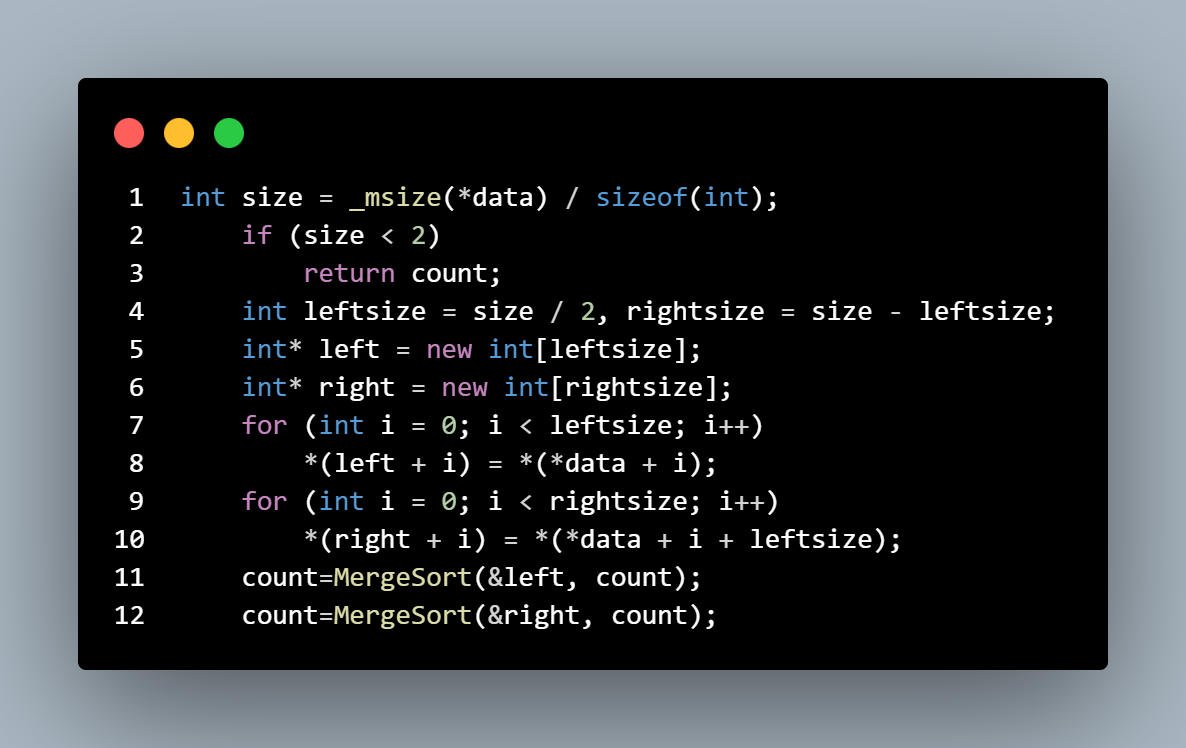 1 int size = _msize(*data) / sizeof(int);
2     if (size < 2)
3         return count;
4     int leftsize = size / 2, rightsize = size - leftsize;
5     int* left = new int[leftsize];
6     int* right = new int[rightsize];
7     for (int i = 0; i < leftsize; i++)
8         *(left + i) = *(*data + i);
9     for (int i = 0; i < rightsize; i++)
10         *(right + i) = *(*data + i + leftsize);
11     count=MergeSort(&left, count);
12     count=MergeSort(&right, count);